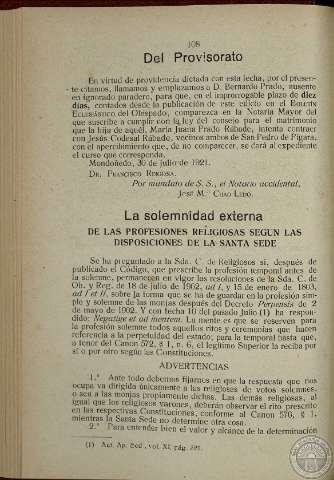 108
Del Provisorato
En virtud de providencia dictada con esta fecha, por el presen-
te citamos, llamamos y emplazamos a D. Bernardo Prado, ausente
en ignorado paradero, para que, en el improrogable plazo de diez
días, contados desde la publicación de este edicto en el BOLETÍN
ECLESIÁSTICO del Obispado, comparezca en la Notaría Mayor del
que suscribe a cumplir con la ley del consejo para el matrimonio
que la hija de aquél, María Juana Prado Rábade, intenta contraer
con Jesús Codesal Rábade, vecinos ambos de San Pedro de Pígara,
con el apercibimiento que, de no comparecer, se dará al expediente
el curso que corresponda.
Mondoñedo, 30 de julio de 1921.
DR. FRANCISCO REIGOSA.
Por mandato de S. S., el Notario accidental,
JOSÉ M.ª CHAO LEDO.
La solemnidad externa
DE LAS PROFESIONES RELIGIOSAS SEGUN LAS
DISPOSICIONES DE LA SANTA SEDE
Se ha preguntado a la Sda. C. de Religiosos si, después de
publicado el Código, que prescribe la profesión temporal antes de
la solemne, permanecen en vigor las resoluciones de la Sda. C. de
Ob. y Reg. de 18 de julio de 1902, ad I, y 15 de enero de 1803,
ad I et II, sobre la forma que se ha de guardar en la profesión sim-
ple y solemne de las monjas después del Decreto Perpensis de 2
de mayo de 1902. Y con fecha 10 del pasado Julio (1) ha respon-
dido: Negative et ad mentem. La mente es que se reserven para
la profesión solemne todos aquellos ritos y ceremonias que hacen
referencia a la perpetuidad del estado; para la temporal basta que,
a tenor del Canon 572, § 1, n. 6, el legítimo Superior la reciba por
sí o por otro según las Constituciones.
ADVERTENCIAS
1.ª Ante todo debemos fijarnos en que la respuesta que nos
ocupa va dirigida únicamente a las religiosas de votos solemnes,
o sea a las monjas propiamente dichas. Las demás religiosas, al
igual que los religiosos varones, deberán observar el rito prescrito
en las respectivas Constituciones, conforme al Canon 576, § 1,
mientras la Santa Sede no determine otra cosa.
2.ª Para entender bien el valor y alcance de la determinación
(1) Act. Ap. Sed., vol. XI, pág.